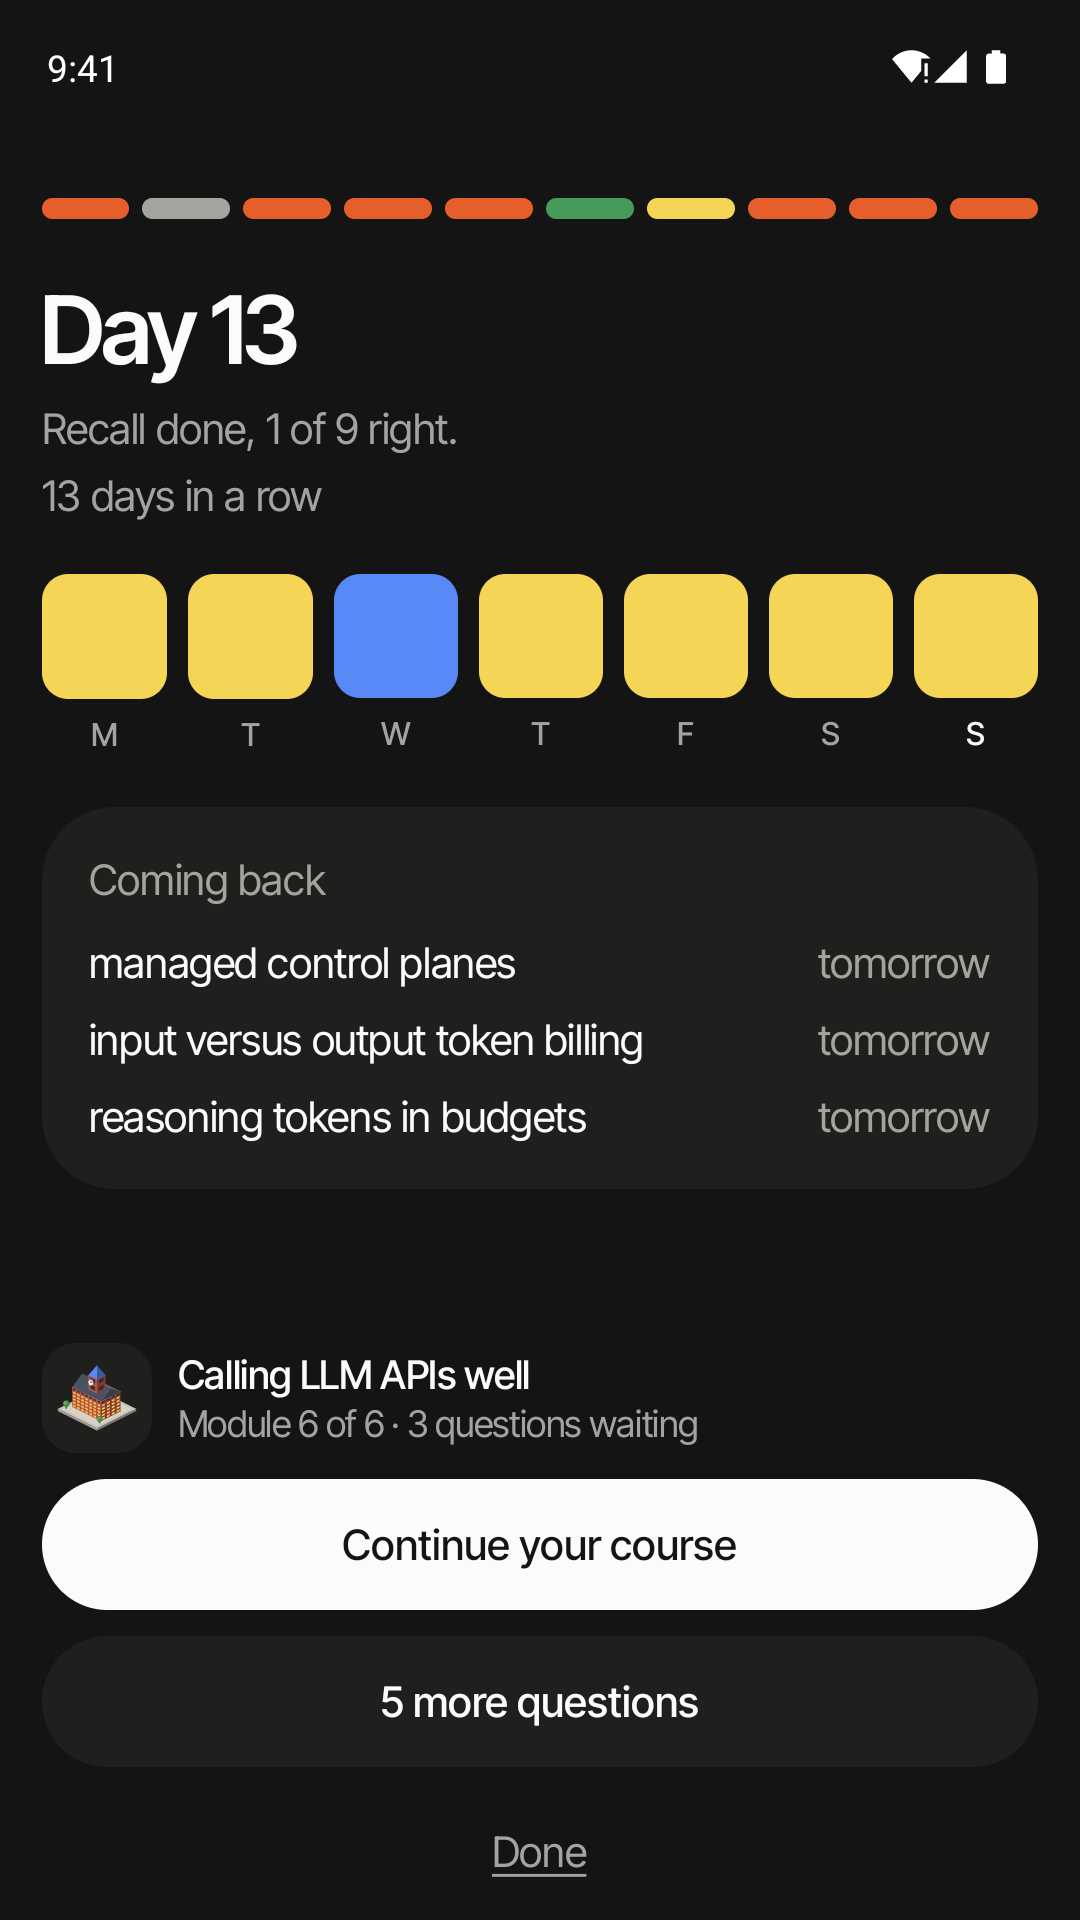 9:41
Day 13
Recall done, 1 of 9 right.
13 days in a row
M T W T F S S
Coming back
managed control planes tomorrow
input versus output token billing tomorrow
reasoning tokens in budgets tomorrow
Calling LLM APIs well
Module 6 of 6 · 3 questions waiting
Continue your course
5 more questions
Done